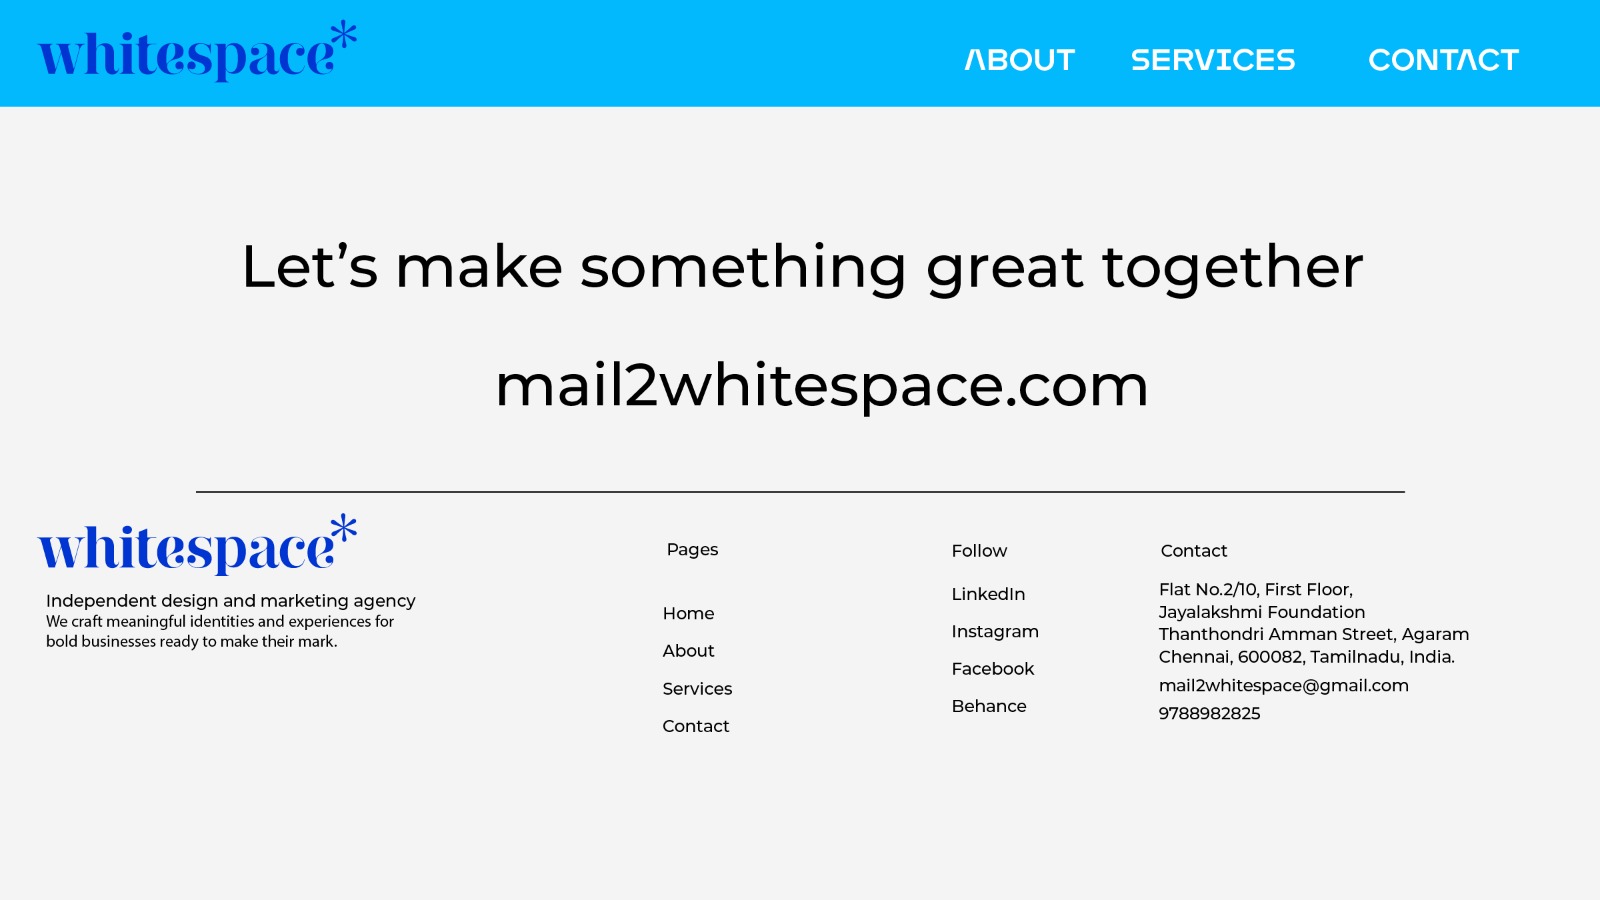 whitespace*
ABOUT SERVICES CONTACT
Let’s make something great together
mail2whitespace.com
whitespace*
Independent design and marketing agency
We craft meaningful identities and experiences for
bold businesses ready to make their mark.
Pages
Home
About
Services
Contact
Follow
LinkedIn
Instagram
Facebook
Behance
Contact
Flat No.2/10, First Floor,
Jayalakshmi Foundation
Thanthondri Amman Street, Agaram
Chennai, 600082, Tamilnadu, India.
mail2whitespace@gmail.com
9788982825